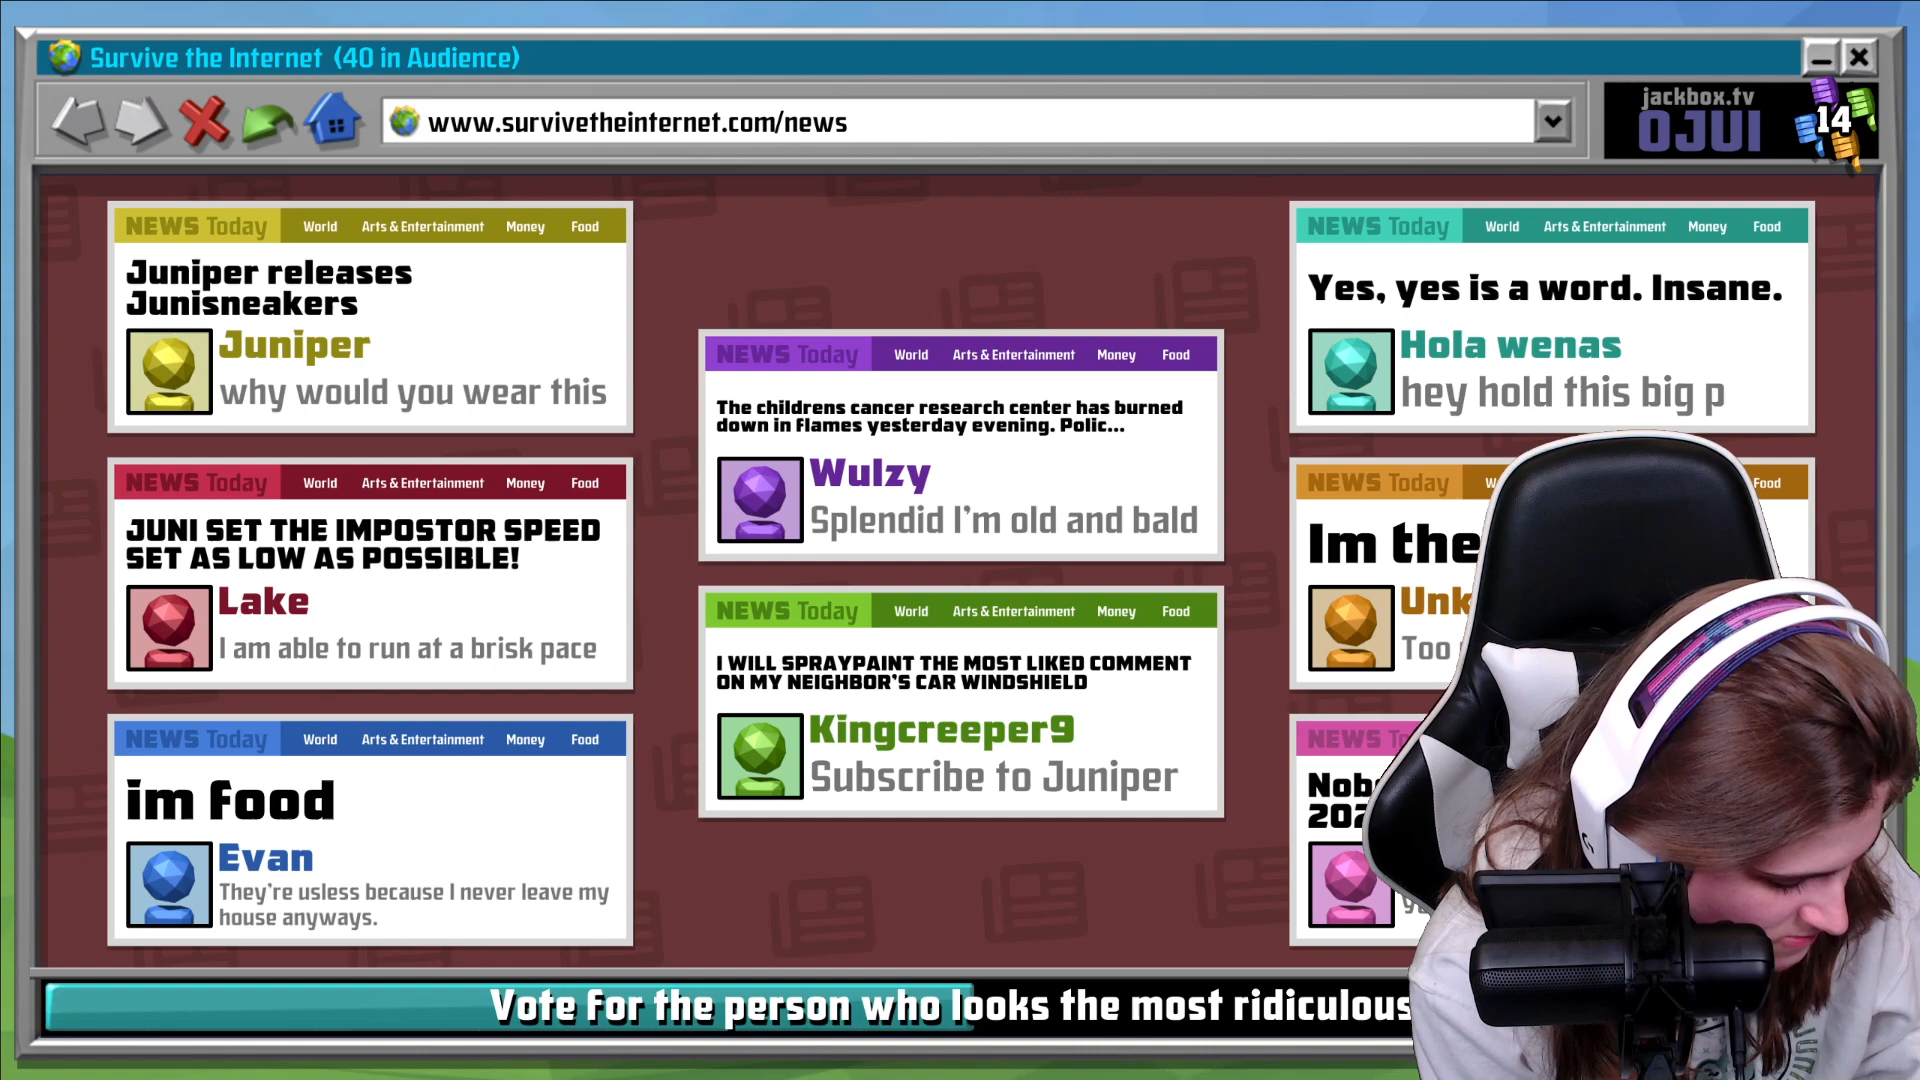 Survive the Internet (40 in Audience)
www.survivetheinternet.com/news
jackbox.tv
OJUI
14
NEWS Today World Arts & Entertainment Money Food
Juniper releases
Junisneakers
Juniper
why would you wear this
NEWS Today World Arts & Entertainment Money Food
JUNI SET THE IMPOSTOR SPEED
SET AS LOW AS POSSIBLE!
Lake
I am able to run at a brisk pace
NEWS Today World Arts & Entertainment Money Food
im food
Evan
They're usless because I never leave my
house anyways.
NEWS Today World Arts & Entertainment Money Food
The childrens cancer research center has burned
down in flames yesterday evening. Polic...
Wulzy
Splendid I'm old and bald
NEWS Today World Arts & Entertainment Money Food
I WILL SPRAYPAINT THE MOST LIKED COMMENT
ON MY NEIGHBOR'S CAR WINDSHIELD
Kingcreeper9
Subscribe to Juniper
NEWS Today World Arts & Entertainment Money Food
Yes, yes is a word. Insane.
Hola wenas
hey hold this big p
NEWS Today Food
Im the
Unk
Too
NEWS
Vote for the person who looks the most ridiculous